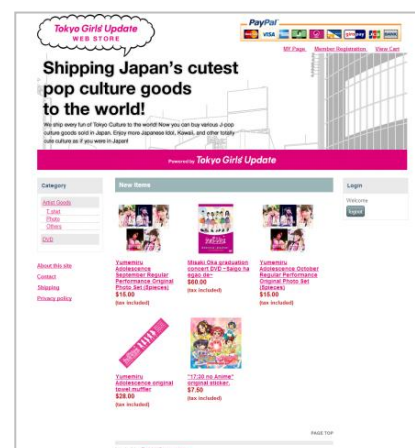 Tokyo Girls' Update
WEB STORE
PayPal
VISA
giropay
BANK
MY Page
Member Registration
View Cart
Shipping Japan's cutest
pop culture goods
to the world!
We ship every fun of Tokyo Culture to the world! Now you can buy various J-pop
culture goods sold in Japan. Enjoy more Japanese Idol, Kawaii, and other totally
cute culture as if you were in Japan!
Powered by Tokyo Girls' Update
Category
Artist Goods
T shirt
Photo
Others
DVD
About this site
Contact
Shipping
Privacy policy
New Items
Yumemiru
Adolescence
September Regular
Performance Original
Photo Set (5pieces)
$15.00
(tax included)
Misaki Oka graduation
concert DVD ~Saigo ha
egao de~
$60.00
(tax included)
Yumemiru
Adolescence October
Regular Performance
Original Photo Set
(5pieces)
$15.00
(tax included)
Yumemiru
Adolescence original
towel muffler
$28.00
(tax included)
"17:30 no Anime"
original sticker.
$7.50
(tax included)
Login
Welcome
logout
PAGE TOP